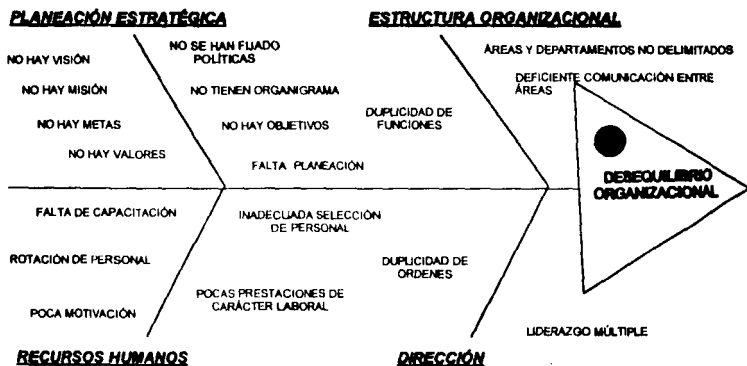 PLANEACIÓN ESTRATÉGICA
NO HAY VISIÓN
NO HAY MISIÓN
NO HAY METAS
NO HAY VALORES
NO SE HAN FIJADO
POLÍTICAS
NO TIENEN ORGANIGRAMA
NO HAY OBJETIVOS
FALTA PLANEACIÓN
ESTRUCTURA ORGANIZACIONAL
DUPLICIDAD DE
FUNCIONES
ÁREAS Y DEPARTAMENTOS NO DELIMITADOS
DEFICIENTE COMUNICACIÓN ENTRE
ÁREAS
DESEQUILIBRIO
ORGANIZACIONAL
FALTA DE CAPACITACIÓN
ROTACIÓN DE PERSONAL
POCA MOTIVACIÓN
INADECUADA SELECCIÓN
DE PERSONAL
POCAS PRESTACIONES DE
CARÁCTER LABORAL
RECURSOS HUMANOS
DUPLICIDAD DE
ORDENES
LIDERAZGO MÚLTIPLE
DIRECCIÓN